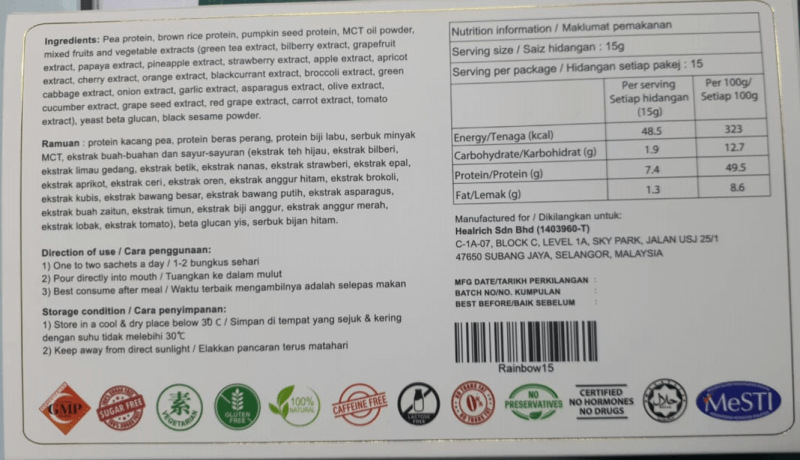 Ingredients: Pea protein, brown rice protein, pumpkin seed protein, MCT oil powder,
mixed fruits and vegetable extracts (green tea extract, bilberry extract, grapefruit
extract, papaya extract, pineapple extract, strawberry extract, apple extract, apricot
extract, cherry extract, orange extract, blackcurrant extract, broccoli extract, green
cabbage extract, onion extract, garlic extract, asparagus extract, olive extract,
cucumber extract, grape seed extract, red grape extract, carrot extract, tomato
extract), yeast beta glucan, black sesame powder.
Ramuan : protein kacang pea, protein beras perang, protein biji labu, serbuk minyak
MCT, ekstrak buah-buahan dan sayur-sayuran (ekstrak teh hijau, ekstrak bilberi,
ekstrak limau gedang, ekstrak betik, ekstrak nanas, ekstrak strawberi, ekstrak epal,
ekstrak aprikot, ekstrak ceri, ekstrak oren, ekstrak anggur hitam, ekstrak brokoli,
ekstrak kubis, ekstrak bawang besar, ekstrak bawang putih, ekstrak asparagus,
ekstrak buah zaitun, ekstrak timun, ekstrak biji anggur, ekstrak anggur merah,
ekstrak lobak, ekstrak tomato), beta glucan yis, serbuk bijan hitam.
Direction of use / Cara penggunaan:
1) One to two sachets a day / 1-2 bungkus sehari
2) Pour directly into mouth / Tuangkan ke dalam mulut
3) Best consume after meal / Waktu terbaik mengambilnya adalah selepas makan
Storage condition / Cara penyimpanan:
1) Store in a cool & dry place below 30 C / Simpan di tempat yang sejuk & kering
dengan suhu tidak melebihi 30℃
2) Keep away from direct sunlight / Elakkan pancaran terus matahari
Nutrition information / Maklumat pemakanan
Serving size / Saiz hidangan : 15g
Serving per package / Hidangan setiap pakej : 15
Per serving Per 100g/
Setiap hidangan Setiap 100g
(15g)
Energy/Tenaga (kcal) 48.5 323
Carbohydrate/Karbohidrat (g) 1.9 12.7
Protein/Protein (g) 7.4 49.5
Fat/Lemak (g) 1.3 8.6
Manufactured for / Dikilangkan untuk:
Healrich Sdn Bhd (1403960-T)
C-1A-07, BLOCK C, LEVEL 1A, SKY PARK, JALAN USJ 25/1
47650 SUBANG JAYA, SELANGOR, MALAYSIA
MFG DATE/TARIKH PERKILANGAN :
BATCH NO/NO. KUMPULAN :
BEST BEFORE/BAIK SEBELUM :
Rainbow15
GMP
SUGAR FREE
素
VEGETARIAN
GLUTEN
FREE
100%
NATURAL
CAFFEINE FREE
LACTOSE
FREE
NO TRANS FAT
0%
NO TRANS FAT
NO
PRESERVATIVES
CERTIFIED
NO HORMONES
NO DRUGS
حلال
MeSTI